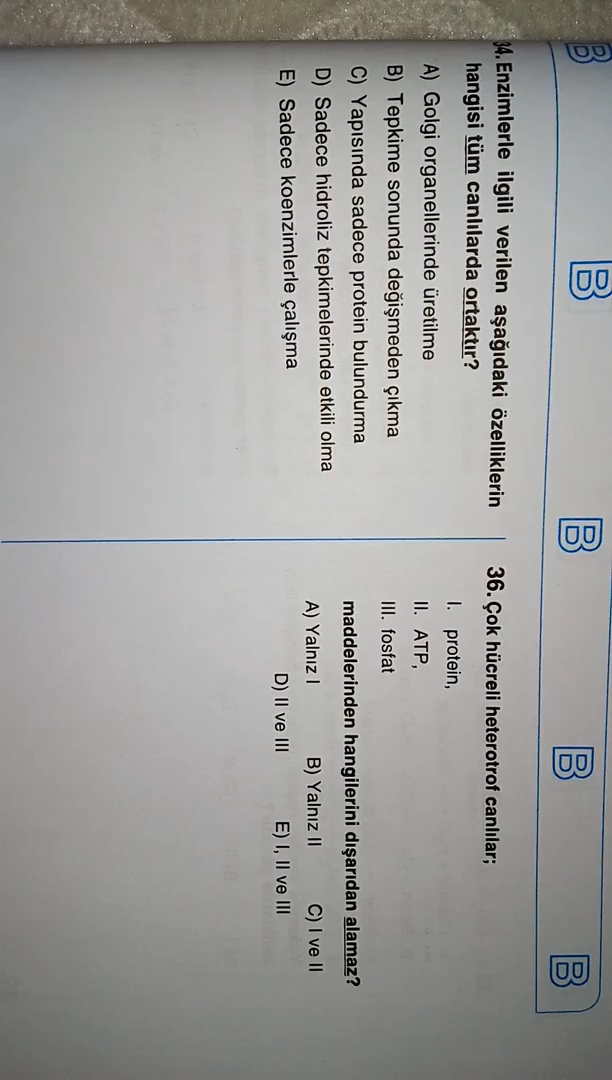 B B B B B
34. Enzimlerle ilgili verilen aşağıdaki özelliklerin
hangisi tüm canlılarda ortaktır?
A) Golgi organellerinde üretilme
B) Tepkime sonunda değişmeden çıkma
C) Yapısında sadece protein bulundurma
D) Sadece hidroliz tepkimelerinde etkili olma
E) Sadece koenzimlerle çalışma
36. Çok hücreli heterotrof canlılar;
I. protein,
II. ATP,
III. fosfat
maddelerinden hangilerini dışarıdan alamaz?
A) Yalnız I B) Yalnız II C) I ve II
D) II ve III E) I, II ve III